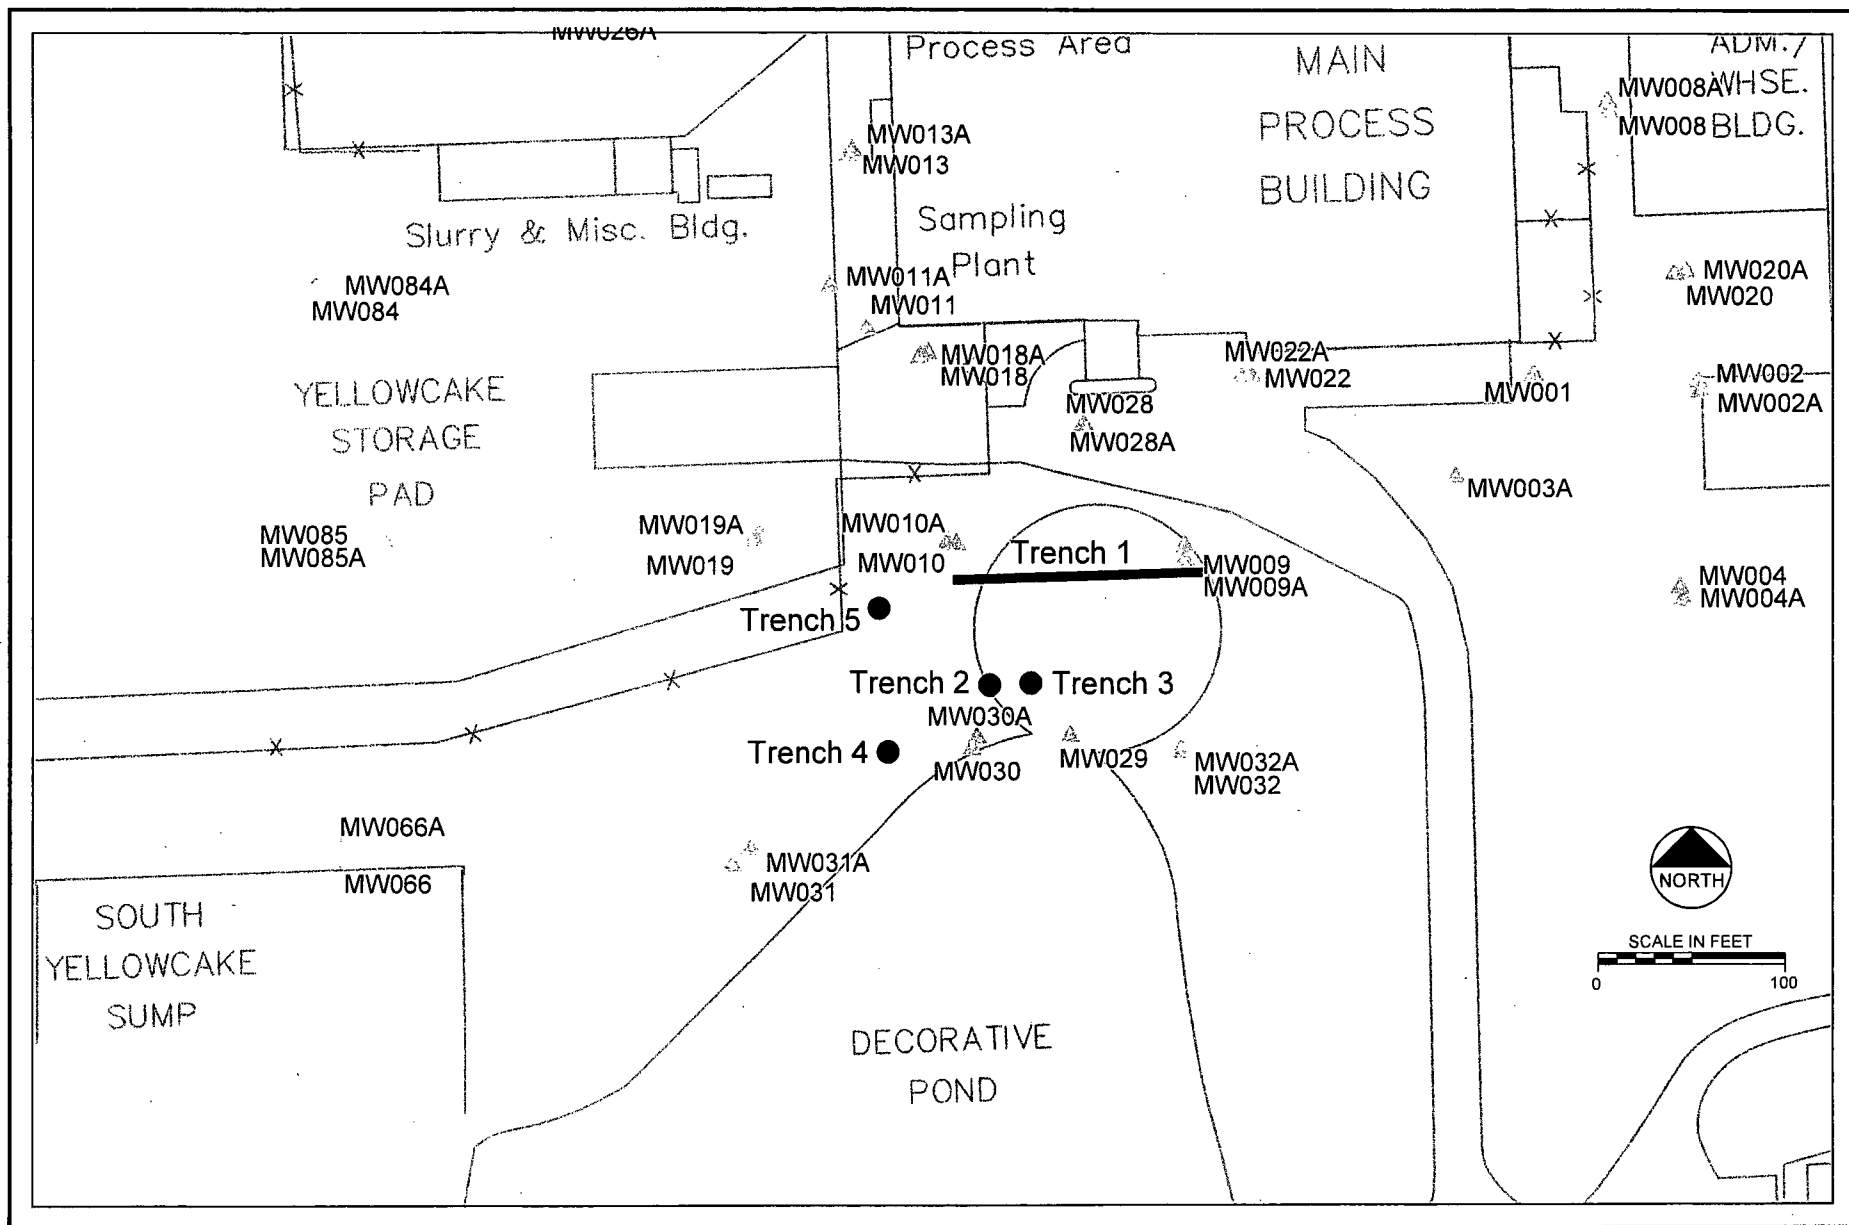 MW026A
Process Area
MAIN
PROCESS
BUILDING
ADM./
WHSE.
BLDG.
MW008A
MW008
MW013A
MW013
Slurry & Misc. Bldg.
Sampling
Plant
MW084A
MW084
MW011A
MW011
MW020A
MW020
MW018A
MW018
MW022A
MW022
MW001
MW002
MW002A
MW028
MW028A
YELLOWCAKE
STORAGE
PAD
MW003A
MW085
MW085A
MW019A
MW019
MW010A
MW010
Trench 1
MW009
MW009A
MW004
MW004A
Trench 5
Trench 2
Trench 3
MW030A
Trench 4
MW030
MW029
MW032A
MW032
MW066A
MW066
MW031A
MW031
SOUTH
YELLOWCAKE
SUMP
DECORATIVE
POND
NORTH
SCALE IN FEET
0 100